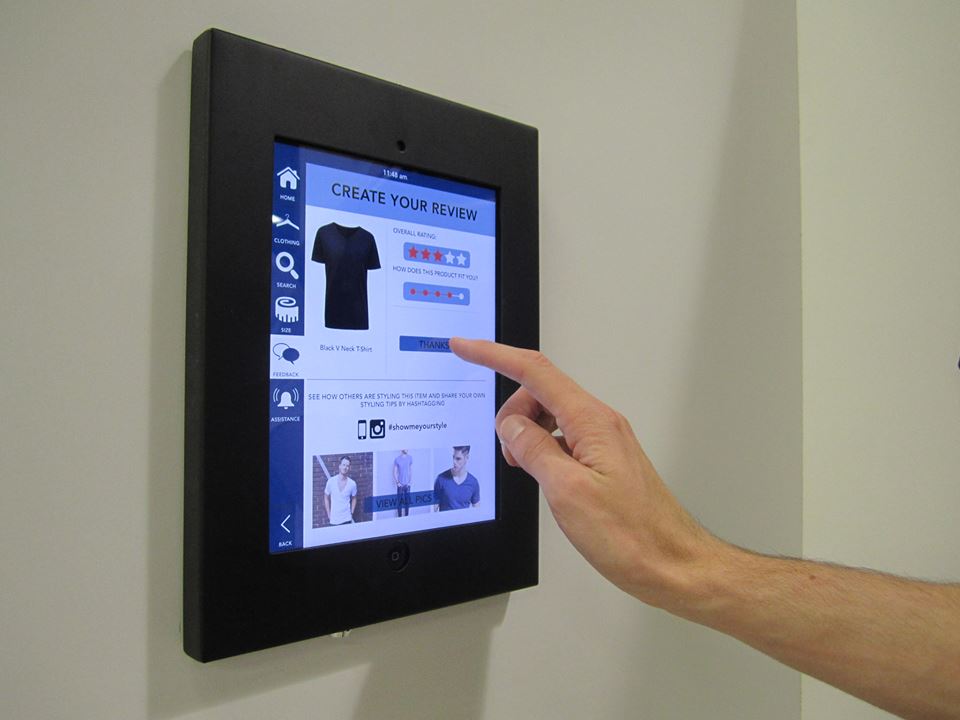 11:48 am
HOME
CLOTHING
SEARCH
SIZE
FEEDBACK
ASSISTANCE
BACK
CREATE YOUR REVIEW
Black V Neck T-Shirt
OVERALL RATING:
HOW DOES THIS PRODUCT FIT YOU?
THANKS
SEE HOW OTHERS ARE STYLING THIS ITEM AND SHARE YOUR OWN
STYLING TIPS BY HASHTAGGING
#showmeyourstyle
VIEW ALL PICS